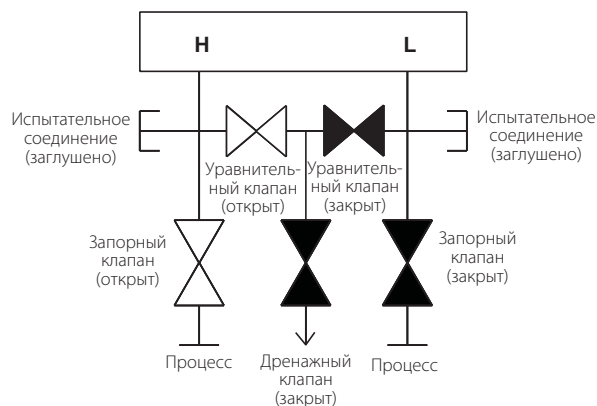 H
L
Испытательное
соединение
(заглушено)
Испытательное
соединение
(заглушено)
Уравнитель-
ный клапан
(открыт)
Уравнитель-
ный клапан
(закрыт)
Запорный
клапан
(открыт)
Запорный
клапан
(закрыт)
Процесс
Дренажный
клапан
(закрыт)
Процесс